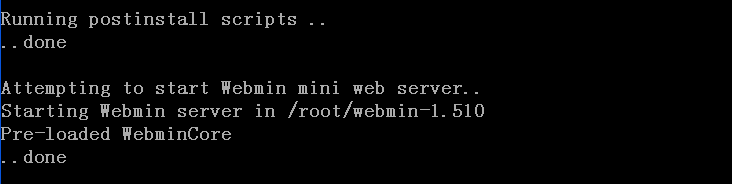 Running postinstall scripts ..
..done
Attempting to start Webmin mini web server..
Starting Webmin server in /root/webmin-1.510
Pre-loaded WebminCore
..done